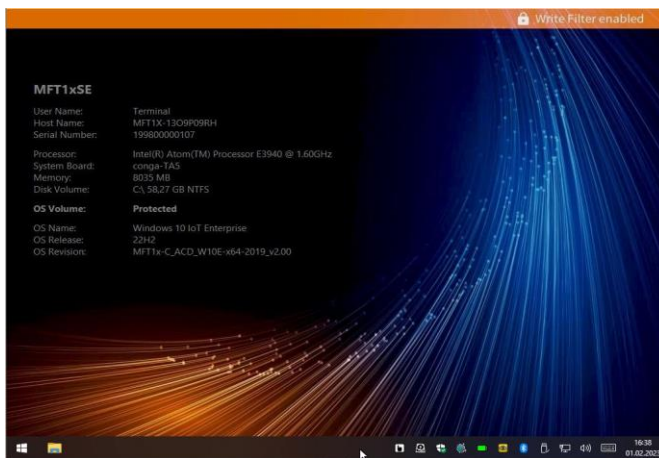 Write Filter enabled
MFT1xSE
User Name: Terminal
Host Name: MFT1X-13O9P09RH
Serial Number: 199800000107
Processor: Intel(R) Atom(TM) Processor E3940 @ 1.60GHz
System Board: conga-TA5
Memory: 8035 MB
Disk Volume: C:\, 58,27 GB NTFS
OS Volume: Protected
OS Name: Windows 10 IoT Enterprise
OS Release: 22H2
OS Revision: MFT1x-C_ACD_W10E-x64-2019_v2.00
16:38